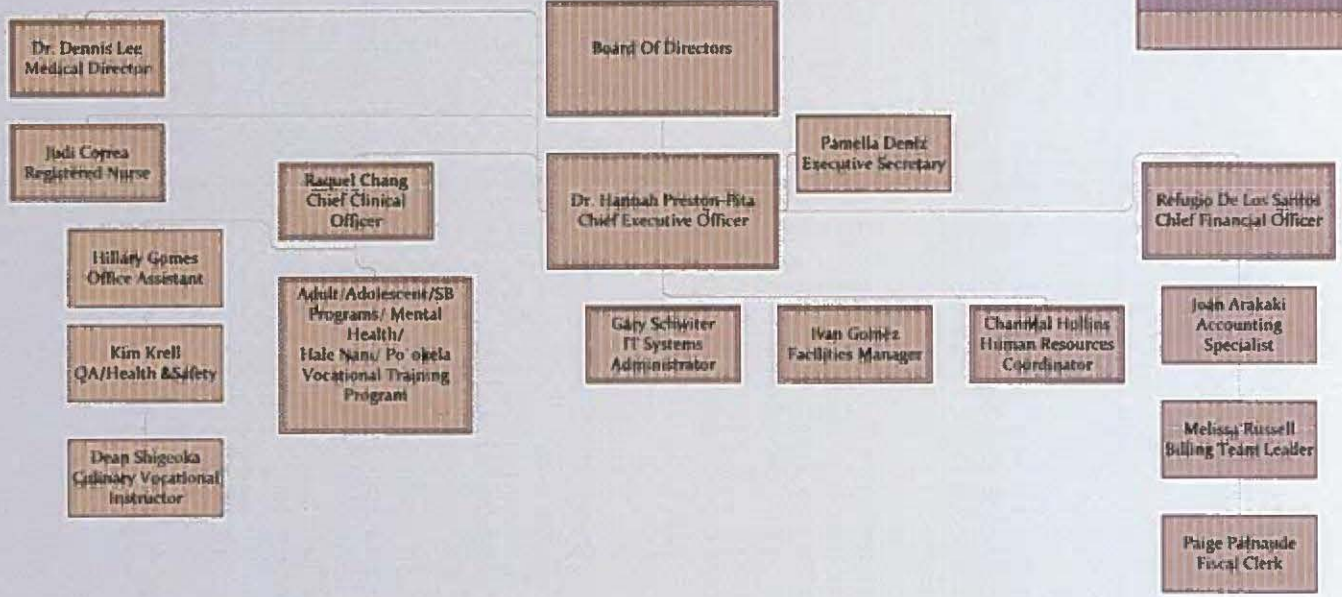 Dr. Dennis Lee
Medical Director
Board Of Directors
Judi Correa
Registered Nurse
Raquel Chang
Chief Clinical
Officer
Dr. Hannah Preston-Pita
Chief Executive Officer
Pamella Deniz
Executive Secretary
Refugio De Los Santos
Chief Financial Officer
Hillary Gomes
Office Assistant
Kim Krell
QA/Health &Safety
Dean Shigeoka
Culinary Vocational
Instructor
Adult/Adolescent/SB
Programs/ Mental
Health/
Hale Nani/ Po`okela
Vocational Training
Program
Gary Schwiter
IT Systems
Administrator
Ivan Gomez
Facilities Manager
Hollins
Human Resources
Coordinator
Joan Arakaki
Accounting
Specialist
Melissa Russell
Billing Team Leader
Paige Patnaude
Fiscal Clerk